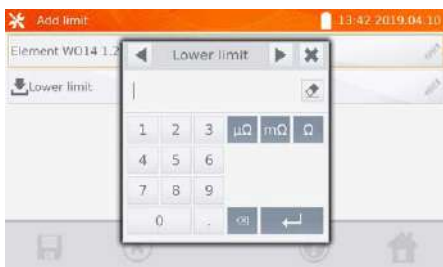 Add limit 13:42 2019.04.10
Element WO14 1.2
Lower limit
Lower limit
1 2 3 μΩ mΩ Ω
4 5 6
7 8 9
0 .